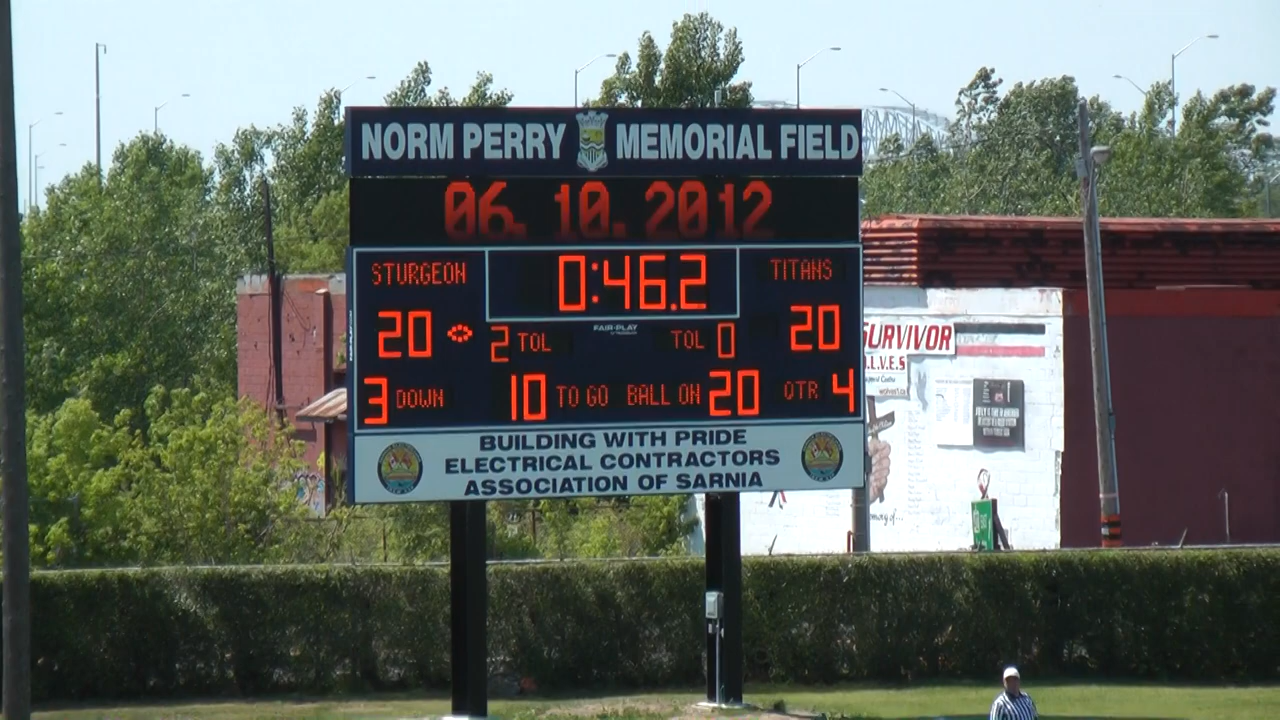 NORM PERRY MEMORIAL FIELD
06.10.2012
STURGEON 0:46.2 TITANS
FAIR-PLAY
20 2 TOL TOL 0 20
3 DOWN 10 TO GO BALL ON 20 QTR 4
BUILDING WITH PRIDE
ELECTRICAL CONTRACTORS
ASSOCIATION OF SARNIA
SURVIVOR